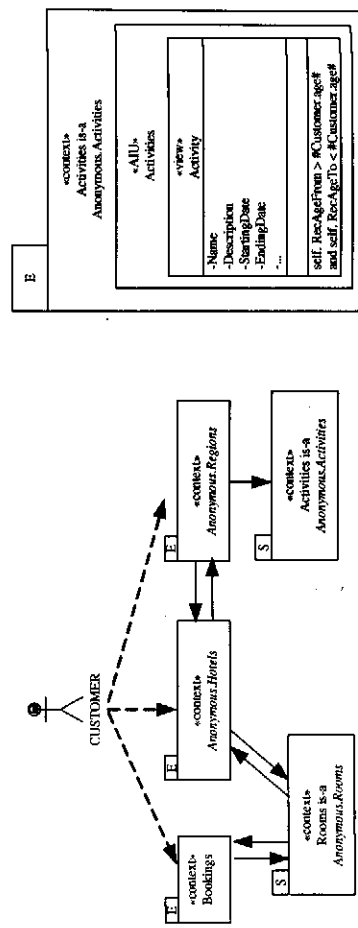 CUSTOMER
E
«context»
Bookings
E
«context»
Anonymous.Hotels
E
«context»
Anonymous.Regions
S
«context»
Rooms is-a
Anonymous.Rooms
S
«context»
Activities is-a
Anonymous.Activities
E
«context»
Activities is-a
Anonymous.Activities
«AIU»
Activities
«view»
Activity
-Name
-Description
-StartingDate
-EndingDate
-...
self. RecAgeFrom > #Customer.age#
and self. RecAgeTo < #Customer.age#